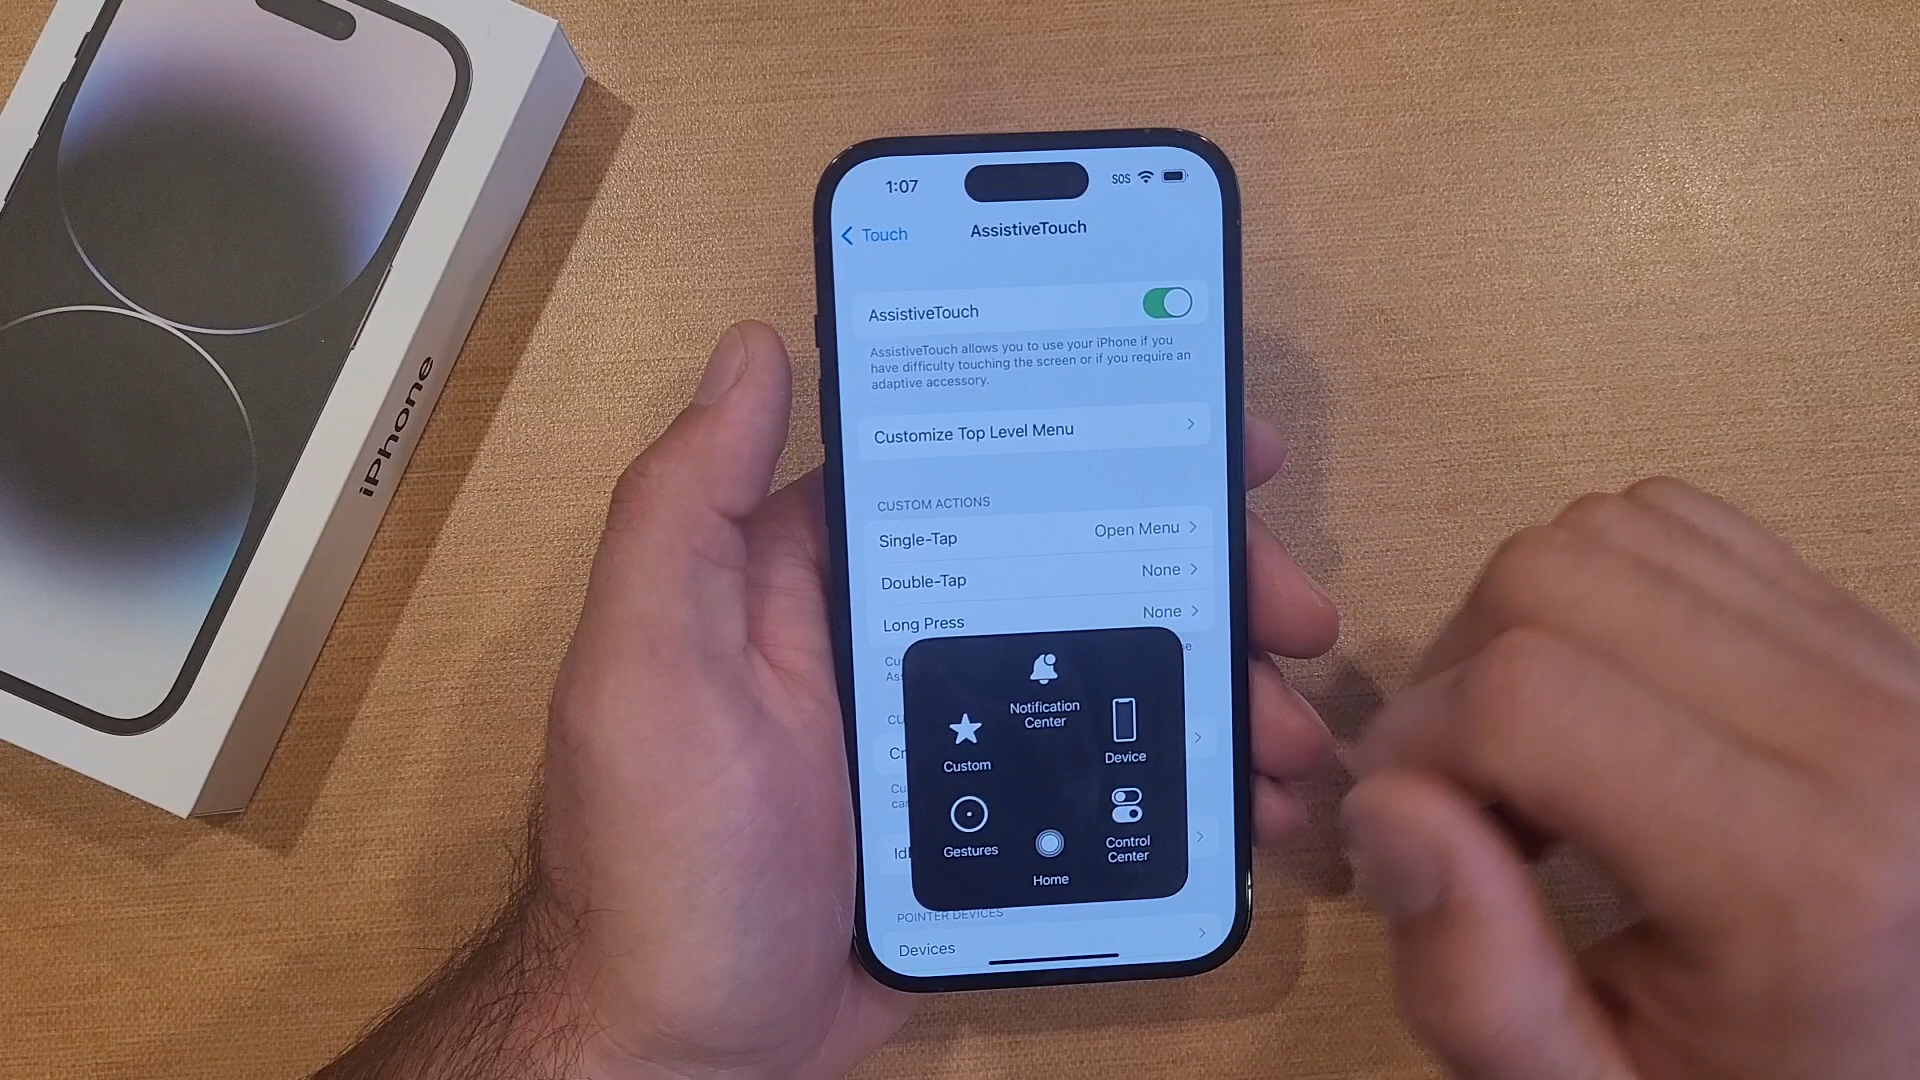 iPhone
1:07
SOS
Touch
AssistiveTouch
AssistiveTouch
AssistiveTouch allows you to use your iPhone if you
have difficulty touching the screen or if you require an
adaptive accessory.
Customize Top Level Menu
CUSTOM ACTIONS
Single-Tap Open Menu
Double-Tap None
Long Press None
Notification
Center
Custom
Device
Gestures
Control
Center
Home
POINTER DEVICES
Devices